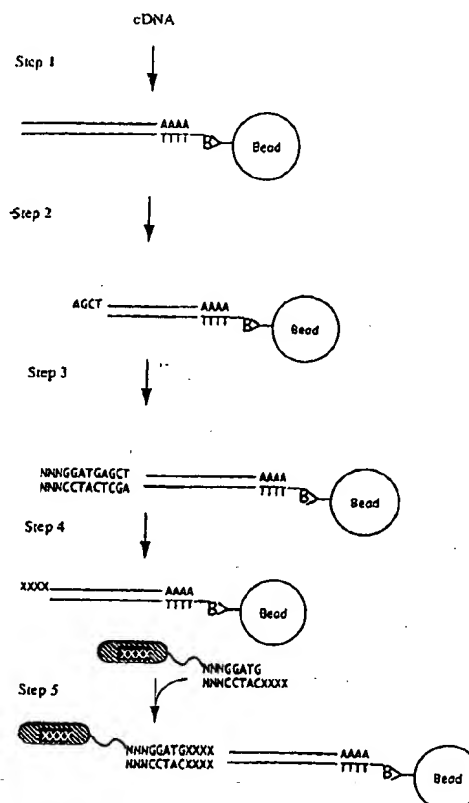 cDNA
Step 1
AAAA
TTTT B Bead
Step 2
AGCT AAAA
TTTT B Bead
Step 3
NNNGGATGAGCT AAAA
NNNCCTACTCGA TTTT B Bead
Step 4
XXXX AAAA
TTTT B Bead
XXXX NNNGGATG
NNNCCTACXXXX
Step 5
XXXX NNNGGATGXXXX AAAA
NNNCCTACXXXX TTTT B Bead